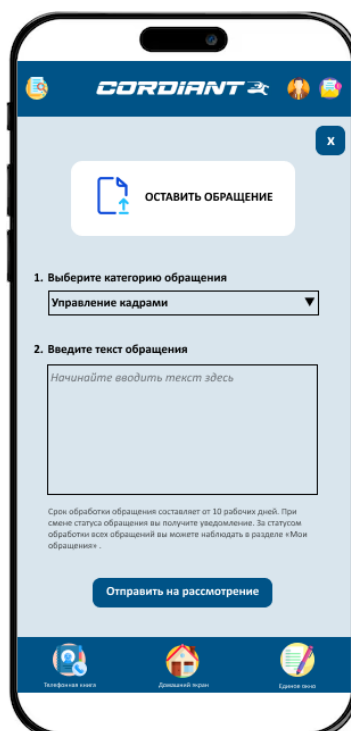 CORDIANT
x
ОСТАВИТЬ ОБРАЩЕНИЕ
1. Выберите категорию обращения
Управление кадрами
2. Введите текст обращения
Начинайте вводить текст здесь
Срок обработки обращения составляет от 10 рабочих дней. При
смене статуса обращения вы получите уведомление. За статусом
обработки всех обращений вы можете наблюдать в разделе «Мои
обращения» .
Отправить на рассмотрение
Телефонная книга
Домашний экран
Единое окно